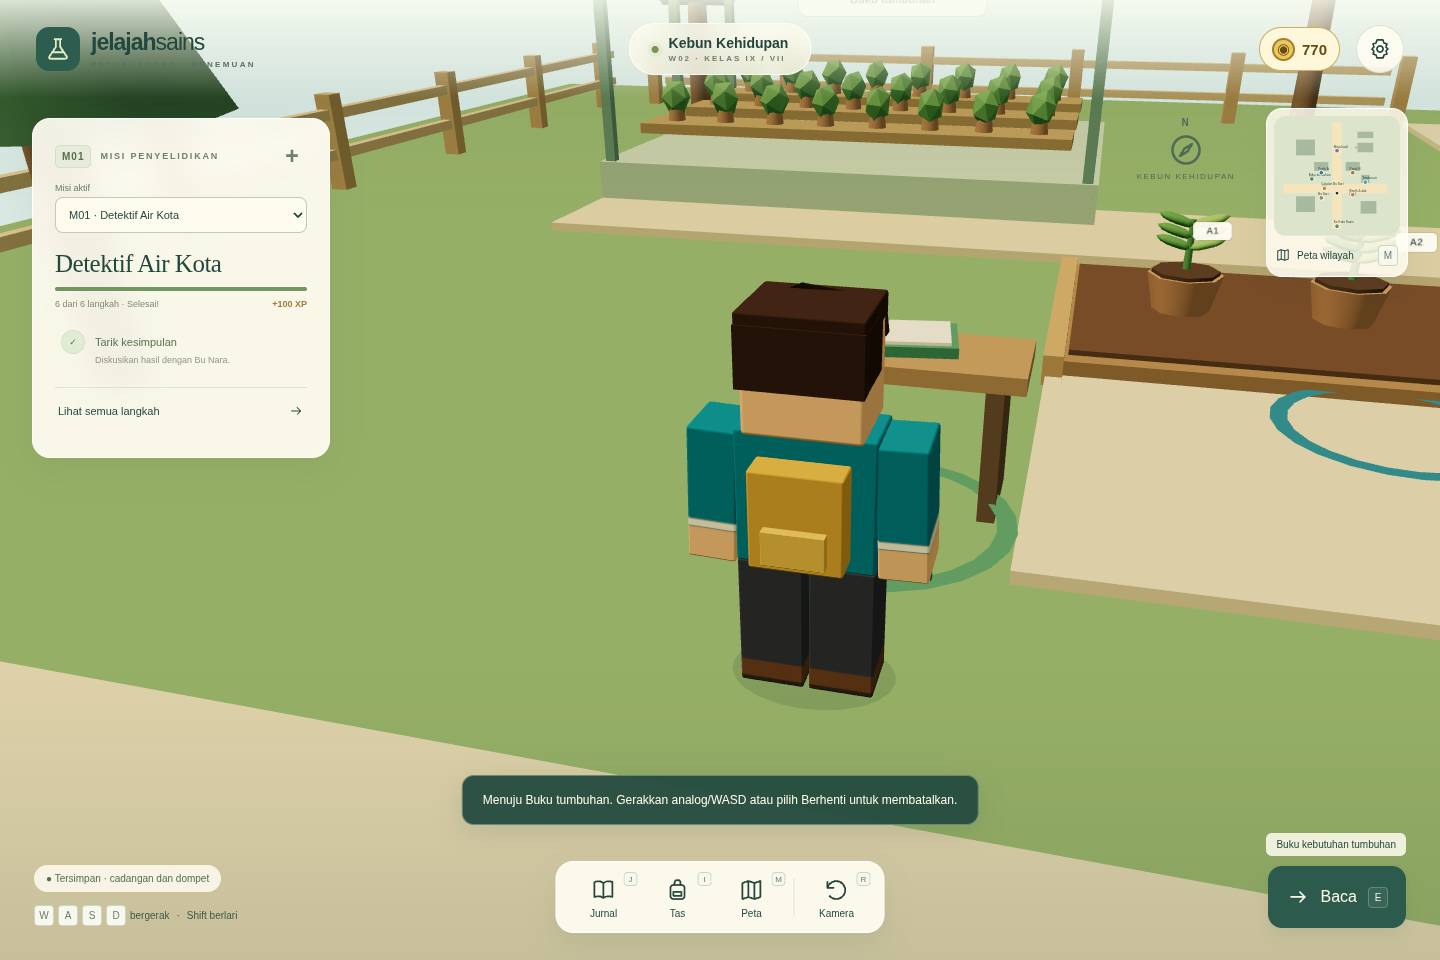 jelajahsains
Kebun Kehidupan
W02 · KELAS IX / VII
770
M01 MISI PENYELIDIKAN
Misi aktif
M01 · Detektif Air Kota
Detektif Air Kota
6 dari 6 langkah · Selesai! +100 XP
✓ Tarik kesimpulan
Diskusikan hasil dengan Bu Nara.
Lihat semua langkah
N
KEBUN KEHIDUPAN
Peta wilayah M
A1
A2
Menuju Buku tumbuhan. Gerakkan analog/WASD atau pilih Berhenti untuk membatalkan.
Tersimpan · cadangan dan dompet
W A S D bergerak · Shift berlari
J I M R
Jurnal Tas Peta Kamera
Buku kebutuhan tumbuhan
Baca E